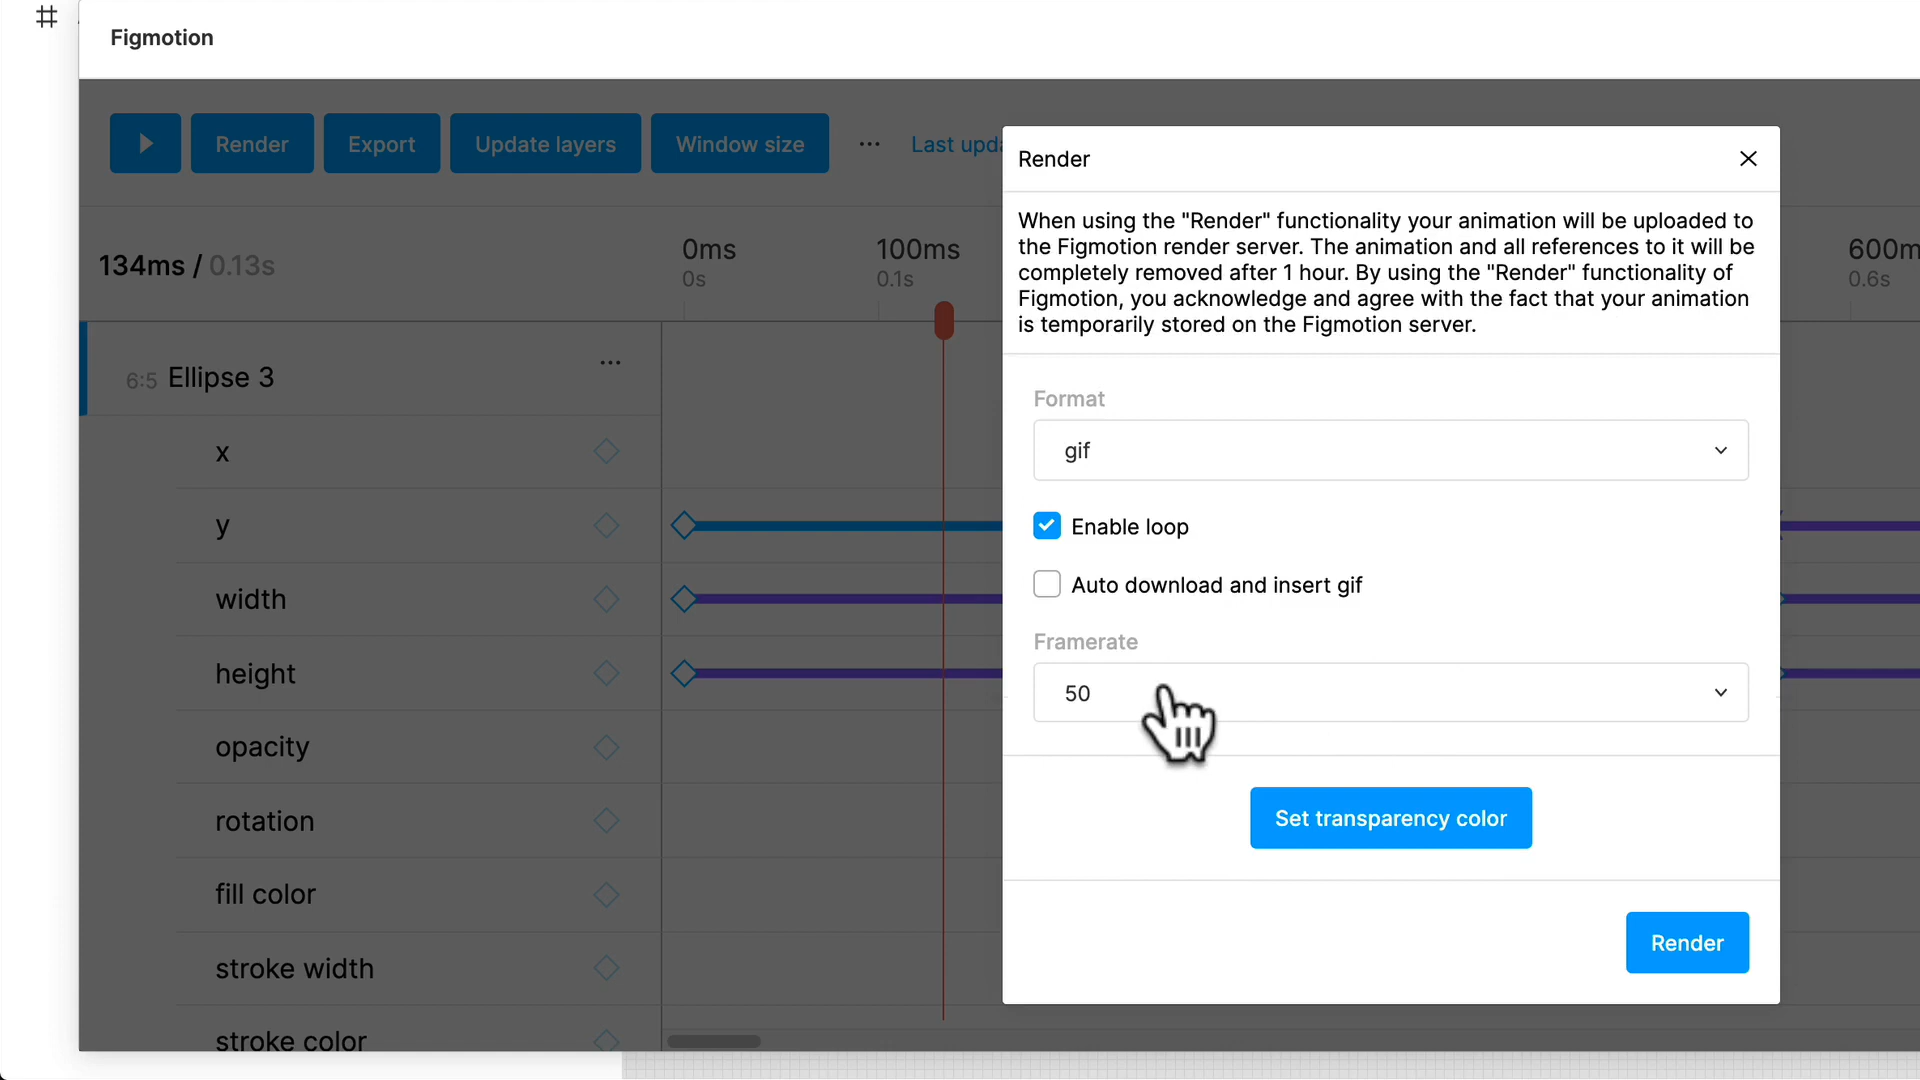 Figmotion
Render
Export
Update layers
Window size
...
Last upda
134ms / 0.13s
0ms
0s
100ms
0.1s
600m
0.6s
6:5 Ellipse 3
...
x
y
width
height
opacity
rotation
fill color
stroke width
stroke color
Render
When using the "Render" functionality your animation will be uploaded to
the Figmotion render server. The animation and all references to it will be
completely removed after 1 hour. By using the "Render" functionality of
Figmotion, you acknowledge and agree with the fact that your animation
is temporarily stored on the Figmotion server.
Format
gif
Enable loop
Auto download and insert gif
Framerate
50
Set transparency color
Render